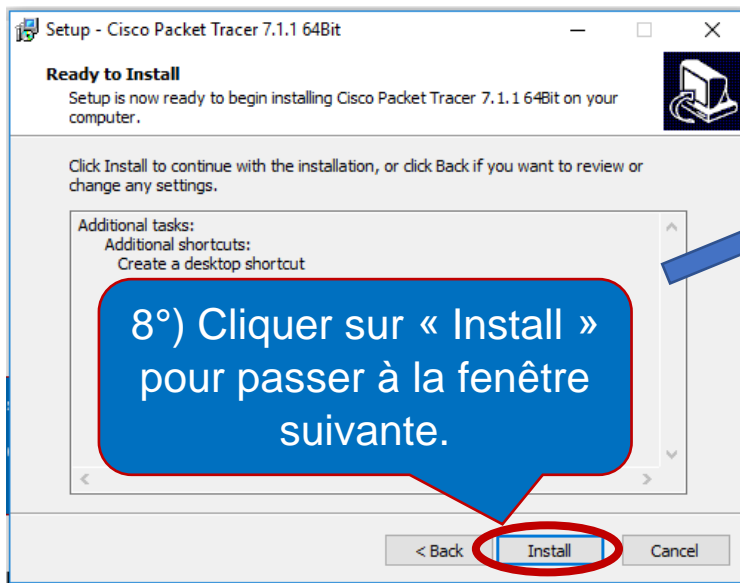 Setup - Cisco Packet Tracer 7.1.1 64Bit
Ready to Install
Setup is now ready to begin installing Cisco Packet Tracer 7.1.1 64Bit on your
computer.
Click Install to continue with the installation, or click Back if you want to review or
change any settings.
Additional tasks:
Additional shortcuts:
Create a desktop shortcut
8°) Cliquer sur « Install »
pour passer à la fenêtre
suivante.
< Back
Install
Cancel